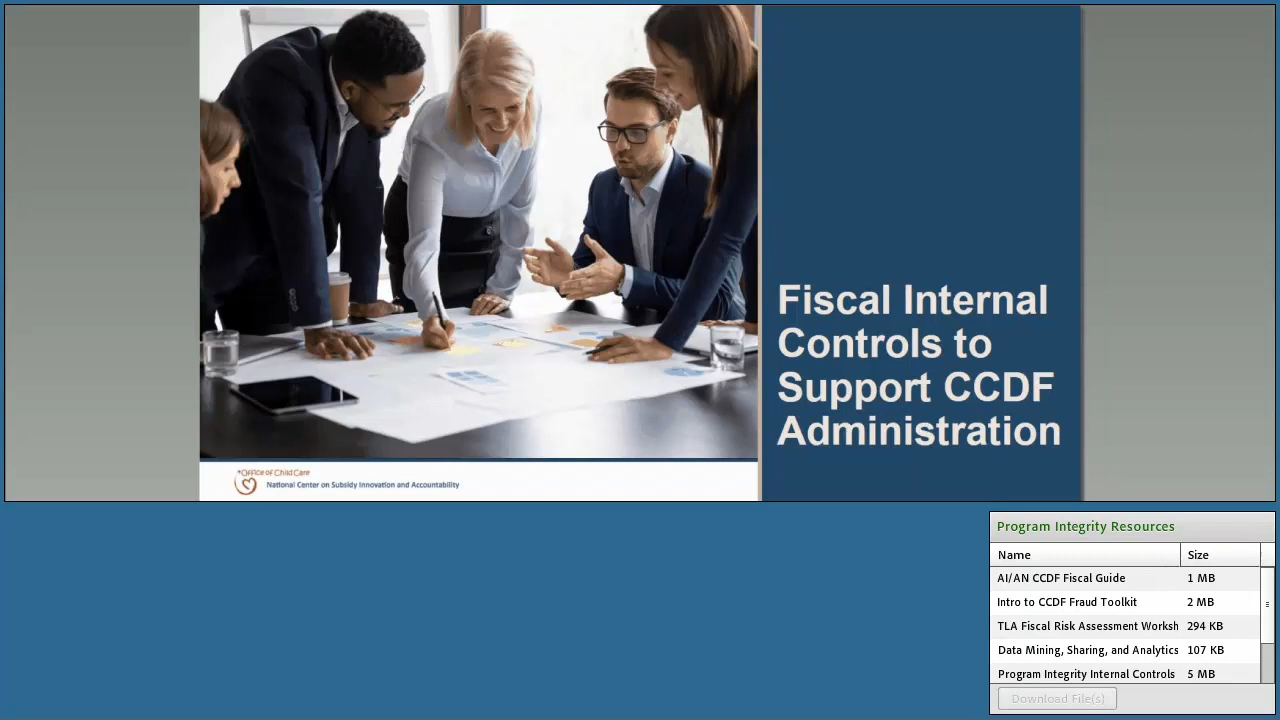 Fiscal Internal
Controls to
Support CCDF
Administration
Office of Child Care
National Center on Subsidy Innovation and Accountability
Program Integrity Resources
Name Size
AI/AN CCDF Fiscal Guide 1 MB
Intro to CCDF Fraud Toolkit 2 MB
TLA Fiscal Risk Assessment Worksh 294 KB
Data Mining, Sharing, and Analytics 107 KB
Program Integrity Internal Controls 5 MB
Download File(s)